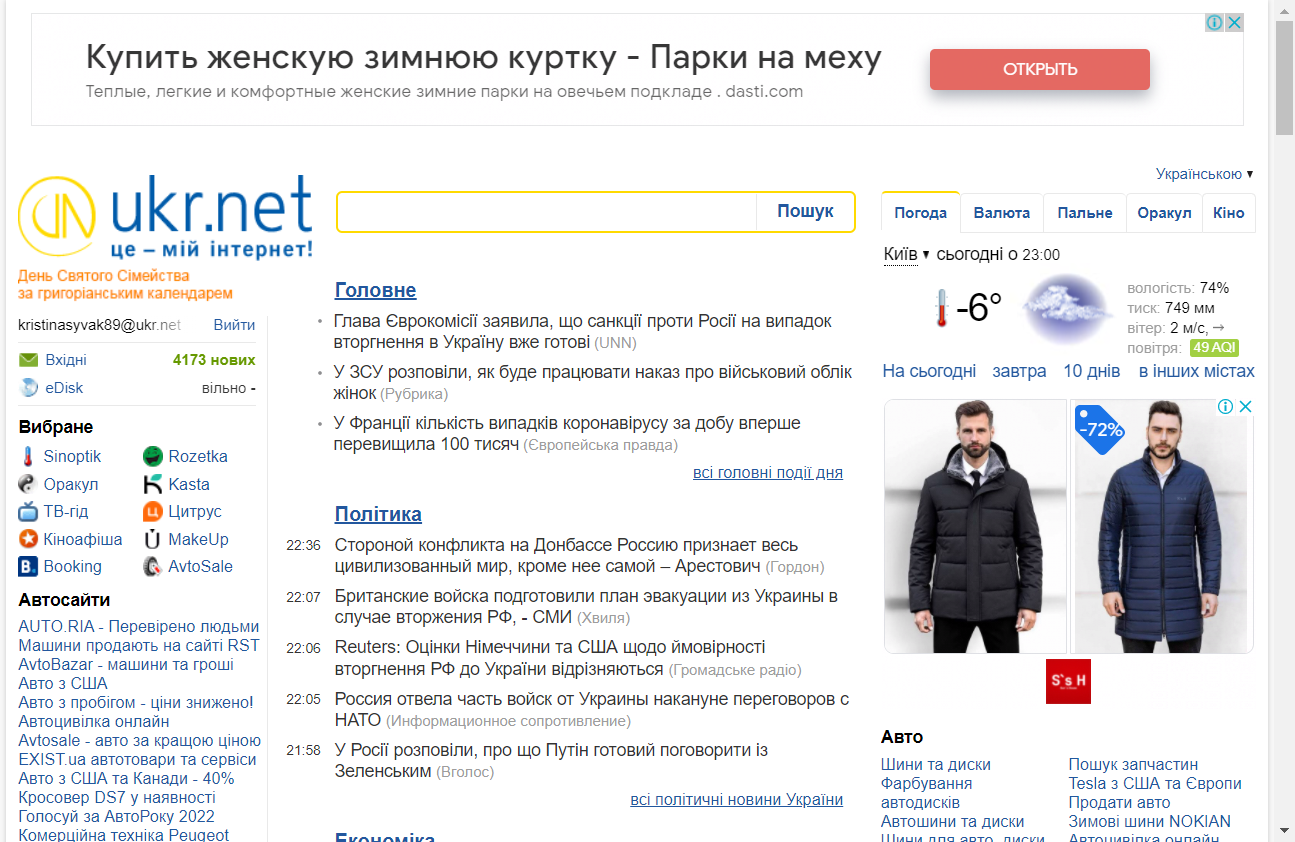 Купить женскую зимнюю куртку - Парки на меху
Теплые, легкие и комфортные женские зимние парки на овечьем подкладе . dasti.com
ОТКРЫТЬ
Українською
ukr.net
це – мій інтернет!
День Святого Сімейства
за григоріанським календарем
kristinasyvak89@ukr.net
Вийти
Вхідні
4173 нових
eDisk
вільно -
Вибране
Sinoptik
Rozetka
Оракул
Kasta
ТВ-гід
Цитрус
Кіноафіша
MakeUp
Booking
AvtoSale
Автосайти
AUTO.RIA - Перевірено людьми
Машини продають на сайті RST
AvtoBazar - машини та гроші
Авто з США
Авто з пробігом - ціни знижено!
Автоцивілка онлайн
Avtosale - авто за кращою ціною
EXIST.ua автотовари та сервіси
Авто з США та Канади - 40%
Кросовер DS7 у наявності
Голосуй за АвтоРоку 2022
Комерційна техніка Peugeot
Пошук
Головне
Глава Єврокомісії заявила, що санкції проти Росії на випадок
вторгнення в Україну вже готові (UNN)
У ЗСУ розповіли, як буде працювати наказ про військовий облік
жінок (Рубрика)
У Франції кількість випадків коронавірусу за добу вперше
перевищила 100 тисяч (Європейська правда)
всі головні події дня
Політика
22:36 Стороной конфликта на Донбассе Россию признает весь
цивилизованный мир, кроме нее самой – Арестович (Гордон)
22:07 Британские войска подготовили план эвакуации из Украины в
случае вторжения РФ, - СМИ (Хвиля)
22:06 Reuters: Оцінки Німеччини та США щодо ймовірності
вторгнення РФ до України відрізняються (Громадське радіо)
22:05 Россия отвела часть войск от Украины накануне переговоров с
НАТО (Информационное сопротивление)
21:58 У Росії розповіли, про що Путін готовий поговорити із
Зеленським (Вголос)
всі політичні новини України
Економіка
Погода
Валюта
Пальне
Оракул
Кіно
Київ сьогодні о 23:00
-6°
вологість: 74%
тиск: 749 мм
вітер: 2 м/с, →
повітря: 49 AQI
На сьогодні
завтра
10 днів
в інших містах
-72%
S`s H
Авто
Шини та диски
Фарбування
автодисків
Автошини та диски
Шини для авто, диски
Пошук запчастин
Tesla з США та Європи
Продати авто
Зимові шини NOKIAN
Автоцивілка онлайн